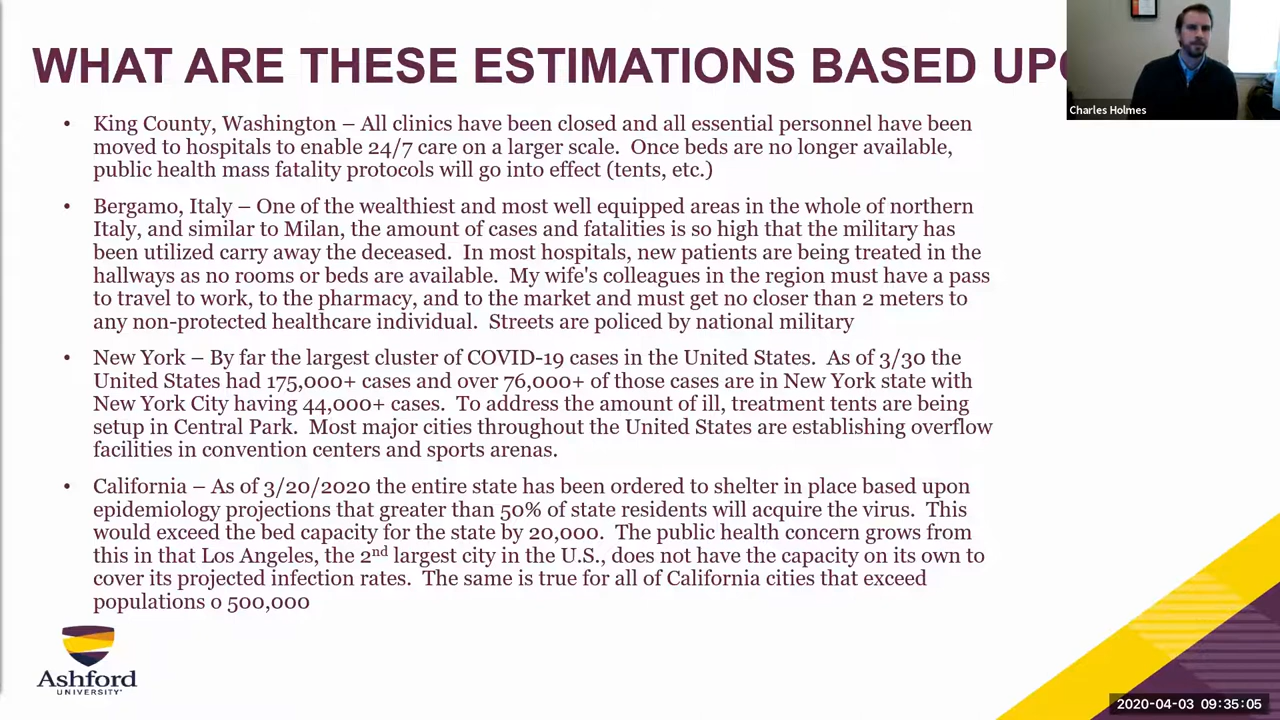 WHAT ARE THESE ESTIMATIONS BASED
Charles Holmes
• King County, Washington – All clinics have been closed and all essential personnel have been
moved to hospitals to enable 24/7 care on a larger scale.  Once beds are no longer available,
public health mass fatality protocols will go into effect (tents, etc.)
• Bergamo, Italy – One of the wealthiest and most well equipped areas in the whole of northern
Italy, and similar to Milan, the amount of cases and fatalities is so high that the military has
been utilized carry away the deceased.  In most hospitals, new patients are being treated in the
hallways as no rooms or beds are available.  My wife's colleagues in the region must have a pass
to travel to work, to the pharmacy, and to the market and must get no closer than 2 meters to
any non-protected healthcare individual.  Streets are policed by national military
• New York – By far the largest cluster of COVID-19 cases in the United States.  As of 3/30 the
United States had 175,000+ cases and over 76,000+ of those cases are in New York state with
New York City having 44,000+ cases.  To address the amount of ill, treatment tents are being
setup in Central Park.  Most major cities throughout the United States are establishing overflow
facilities in convention centers and sports arenas.
• California – As of 3/20/2020 the entire state has been ordered to shelter in place based upon
epidemiology projections that greater than 50% of state residents will acquire the virus.  This
would exceed the bed capacity for the state by 20,000.  The public health concern grows from
this in that Los Angeles, the 2nd largest city in the U.S., does not have the capacity on its own to
cover its projected infection rates.  The same is true for all of California cities that exceed
populations o 500,000
Ashford
UNIVERSITY
2020-04-03 09:35:05